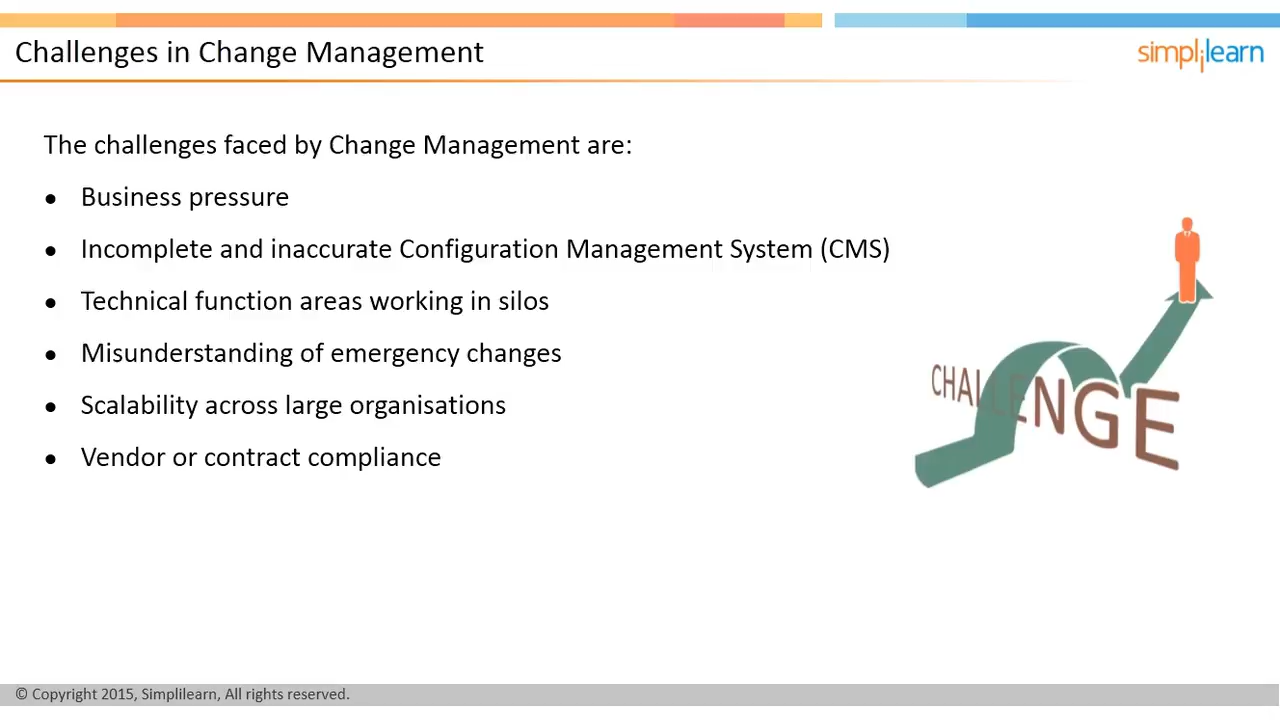 Challenges in Change Management
simplilearn
The challenges faced by Change Management are:
● Business pressure
● Incomplete and inaccurate Configuration Management System (CMS)
● Technical function areas working in silos
● Misunderstanding of emergency changes
● Scalability across large organisations
● Vendor or contract compliance
CHALLENGE
© Copyright 2015, Simplilearn, All rights reserved.